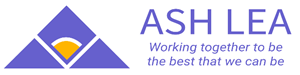 ASH LEA
Working together to be
the best that we can be